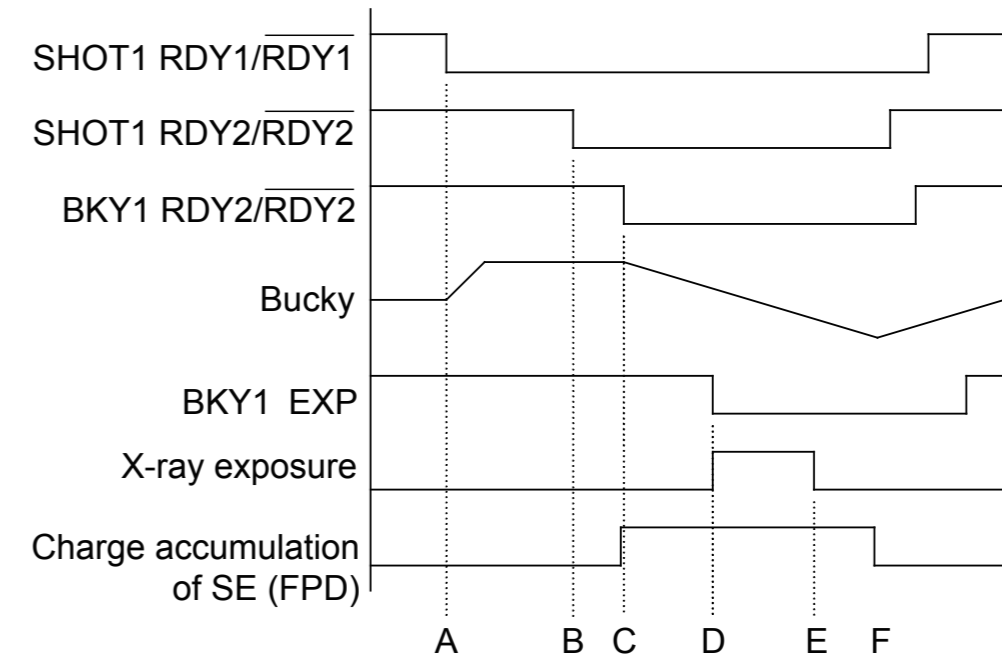 SHOT1 RDY1/RDY1
SHOT1 RDY2/RDY2
BKY1 RDY2/RDY2
Bucky
BKY1 EXP
X-ray exposure
Charge accumulation
of SE (FPD)
A B C D E F